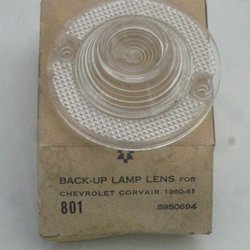 BACK-UP LAMP LENS FOR
CHEVROLET CORVAIR 1960-61
801 5950694